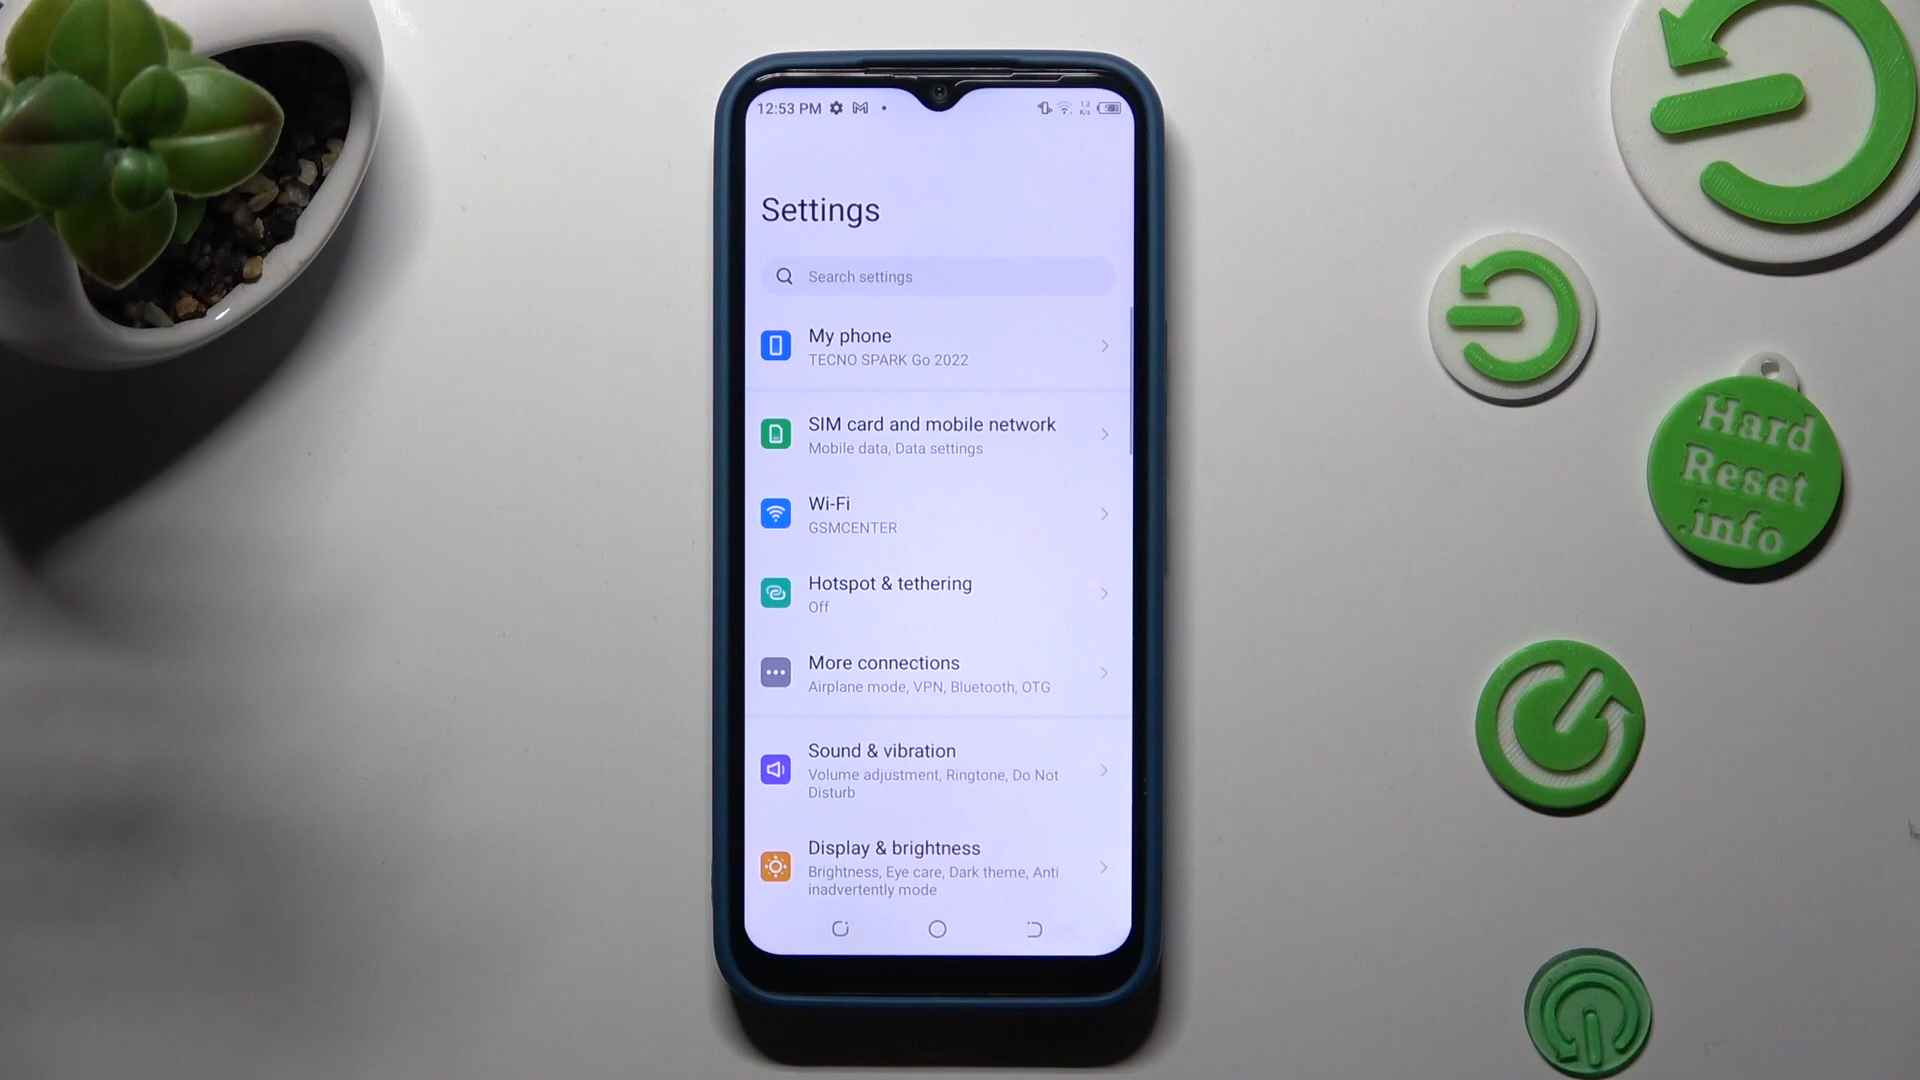 12:53 PM
Settings
Search settings
My phone
TECNO SPARK Go 2022
SIM card and mobile network
Mobile data, Data settings
Wi-Fi
GSMCENTER
Hotspot & tethering
Off
More connections
Airplane mode, VPN, Bluetooth, OTG
Sound & vibration
Volume adjustment, Ringtone, Do Not
Disturb
Display & brightness
Brightness, Eye care, Dark theme, Anti
inadvertently mode
Hard
Reset
.info